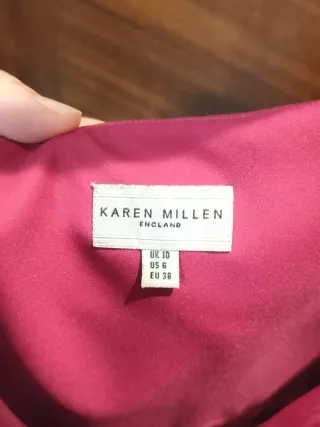 KAREN MILLEN
ENGLAND
UK 10
US 6
EU 38